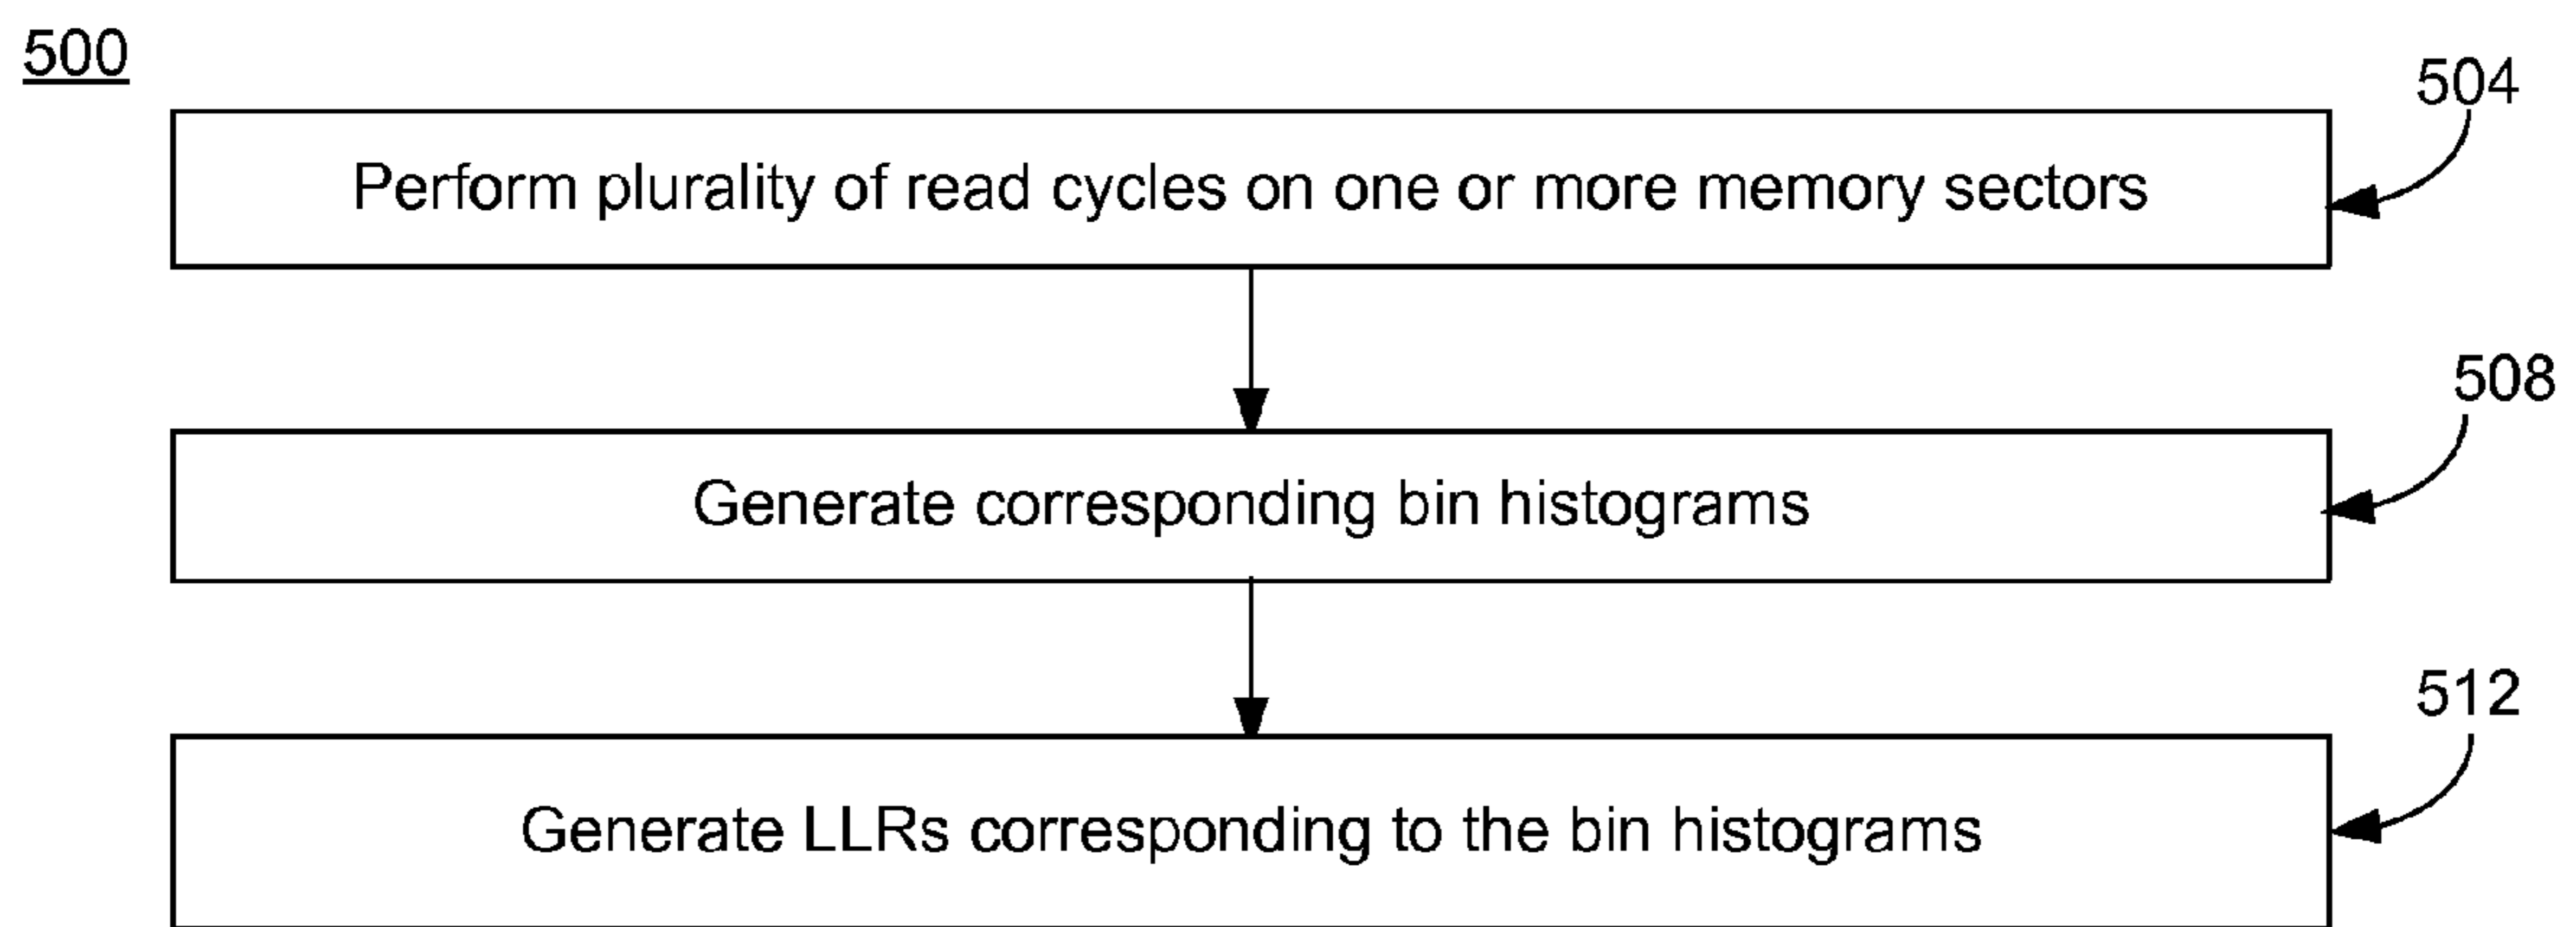 500
504
Perform plurality of read cycles on one or more memory sectors
508
Generate corresponding bin histograms
512
Generate LLRs corresponding to the bin histograms